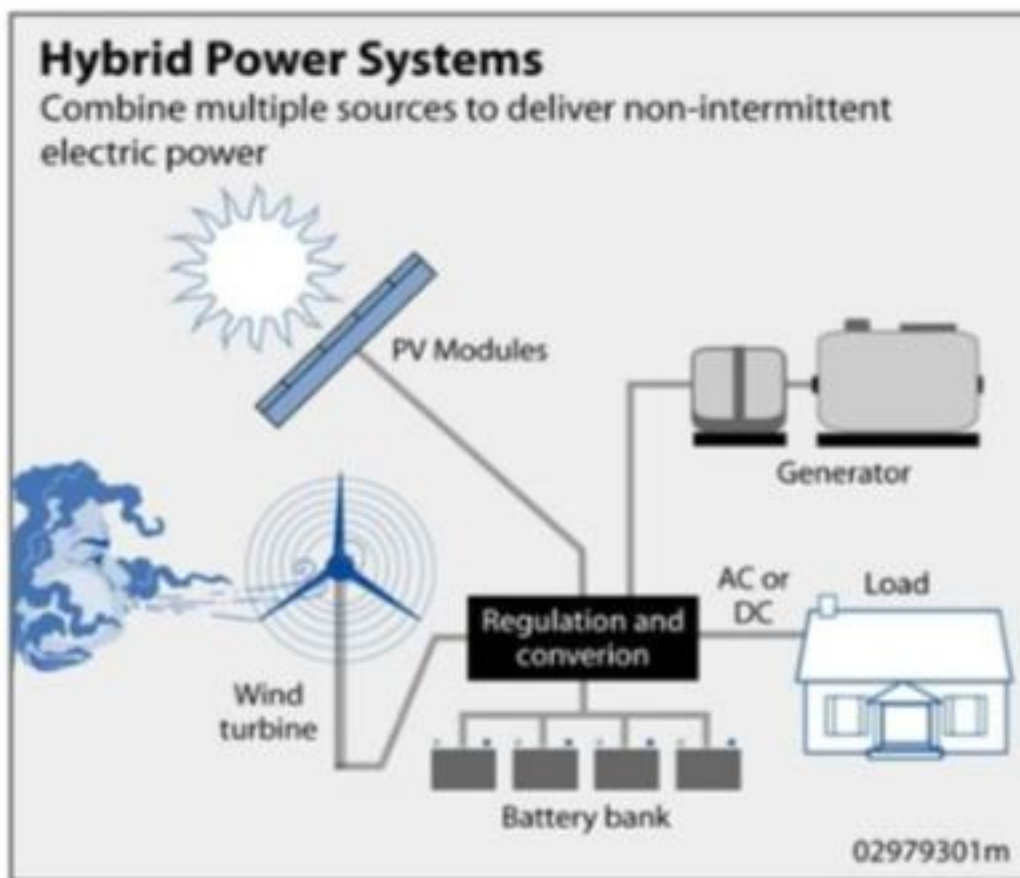 Hybrid Power Systems
Combine multiple sources to deliver non-intermittent
electric power
PV Modules
Generator
AC or
DC
Load
Regulation and
converion
Wind
turbine
Battery bank
02979301m